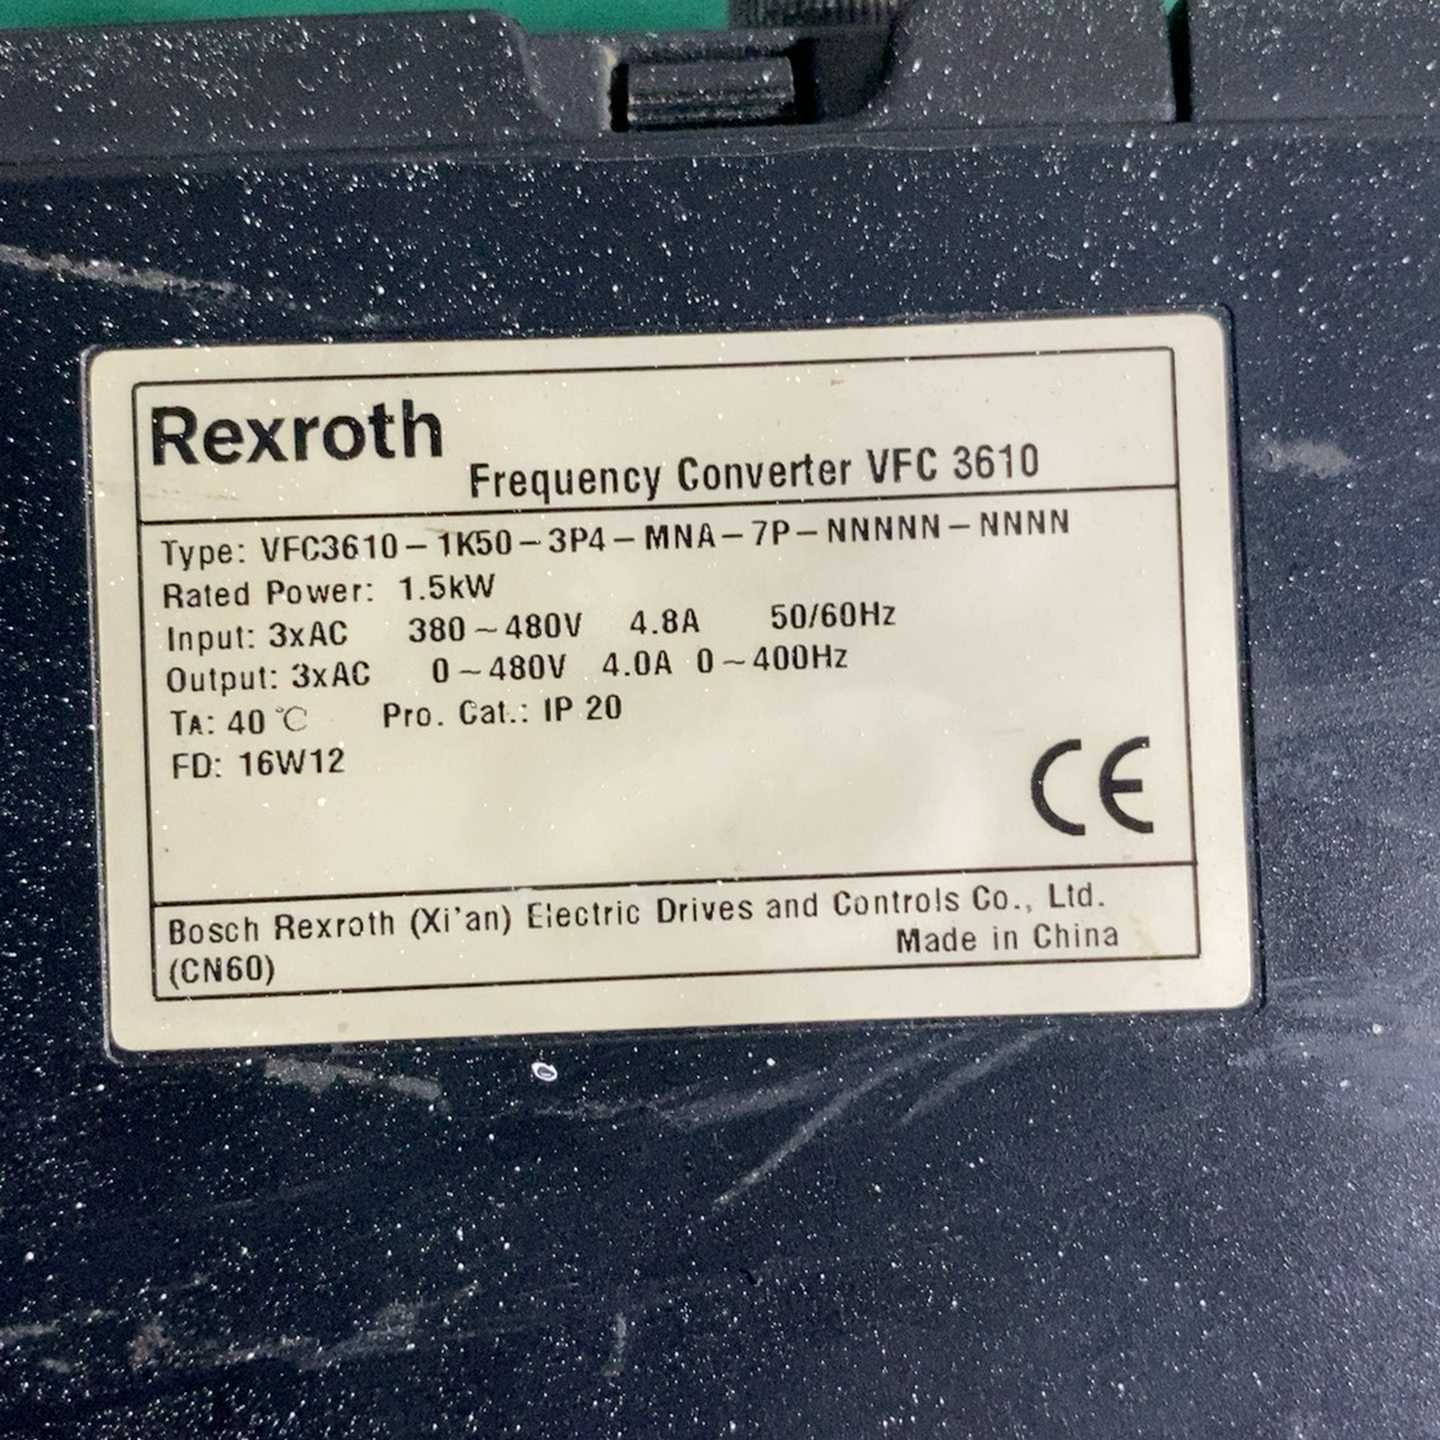 Rexroth
Frequency Converter VFC 3610
Type: VFC3610-1K50-3P4-MNA-7P-NNNNN-NNNN
Rated Power: 1.5kW
Input: 3xAC 380~480V 4.8A 50/60Hz
Output: 3xAC 0~480V 4.0A 0~400Hz
TA: 40℃ Pro. Cat.: IP 20
FD: 16W12
CE
Bosch Rexroth (Xi'an) Electric Drives and Controls Co., Ltd.
(CN60) Made in China